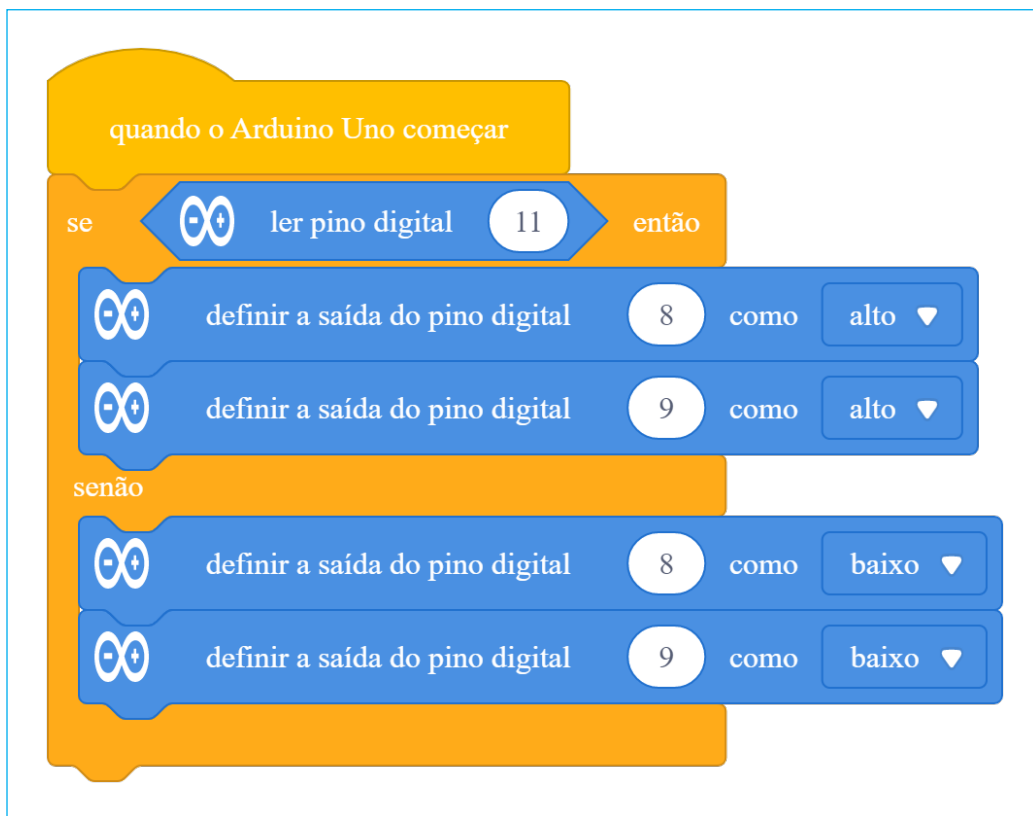 quando o Arduino Uno começar
se ler pino digital 11 então
definir a saída do pino digital 8 como alto
definir a saída do pino digital 9 como alto
senão
definir a saída do pino digital 8 como baixo
definir a saída do pino digital 9 como baixo